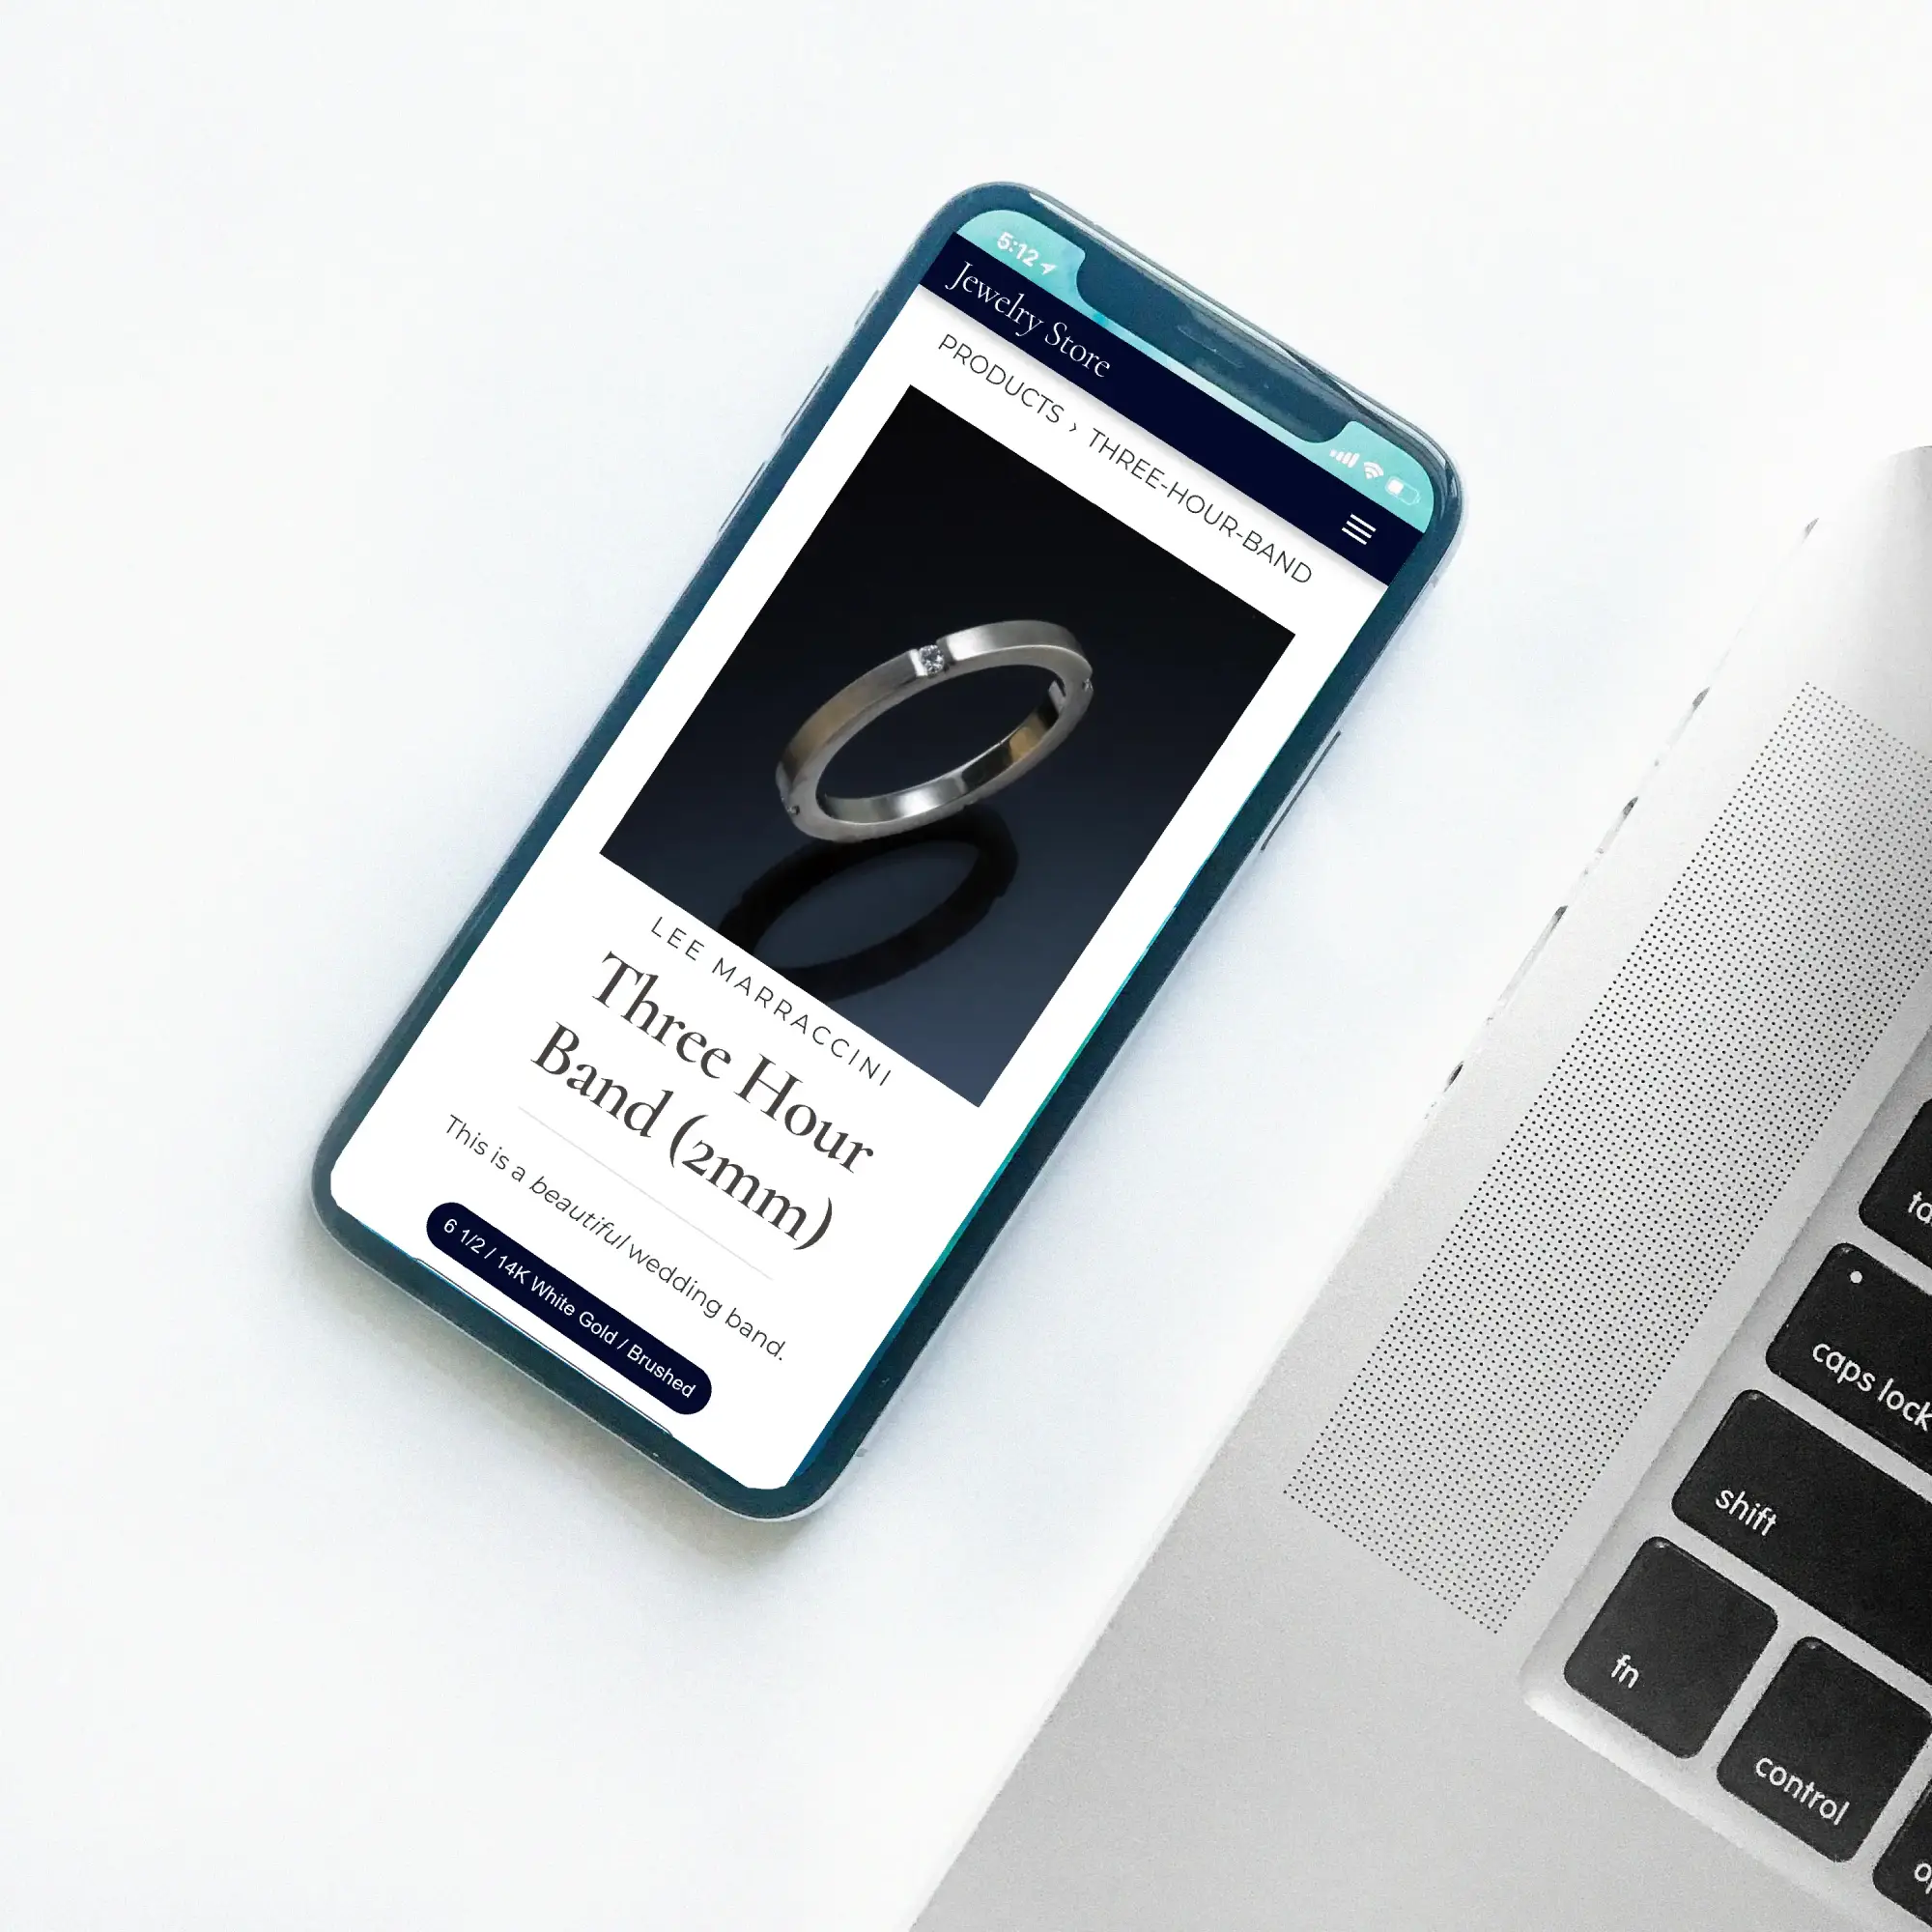 5:12
Jewelry Store
PRODUCTS › THREE-HOUR-BAND
LEE MARRACCINI
Three Hour
Band (2mm)
This is a beautiful wedding band.
6 1/2 / 14K White Gold / Brushed
caps lock
shift
fn
control